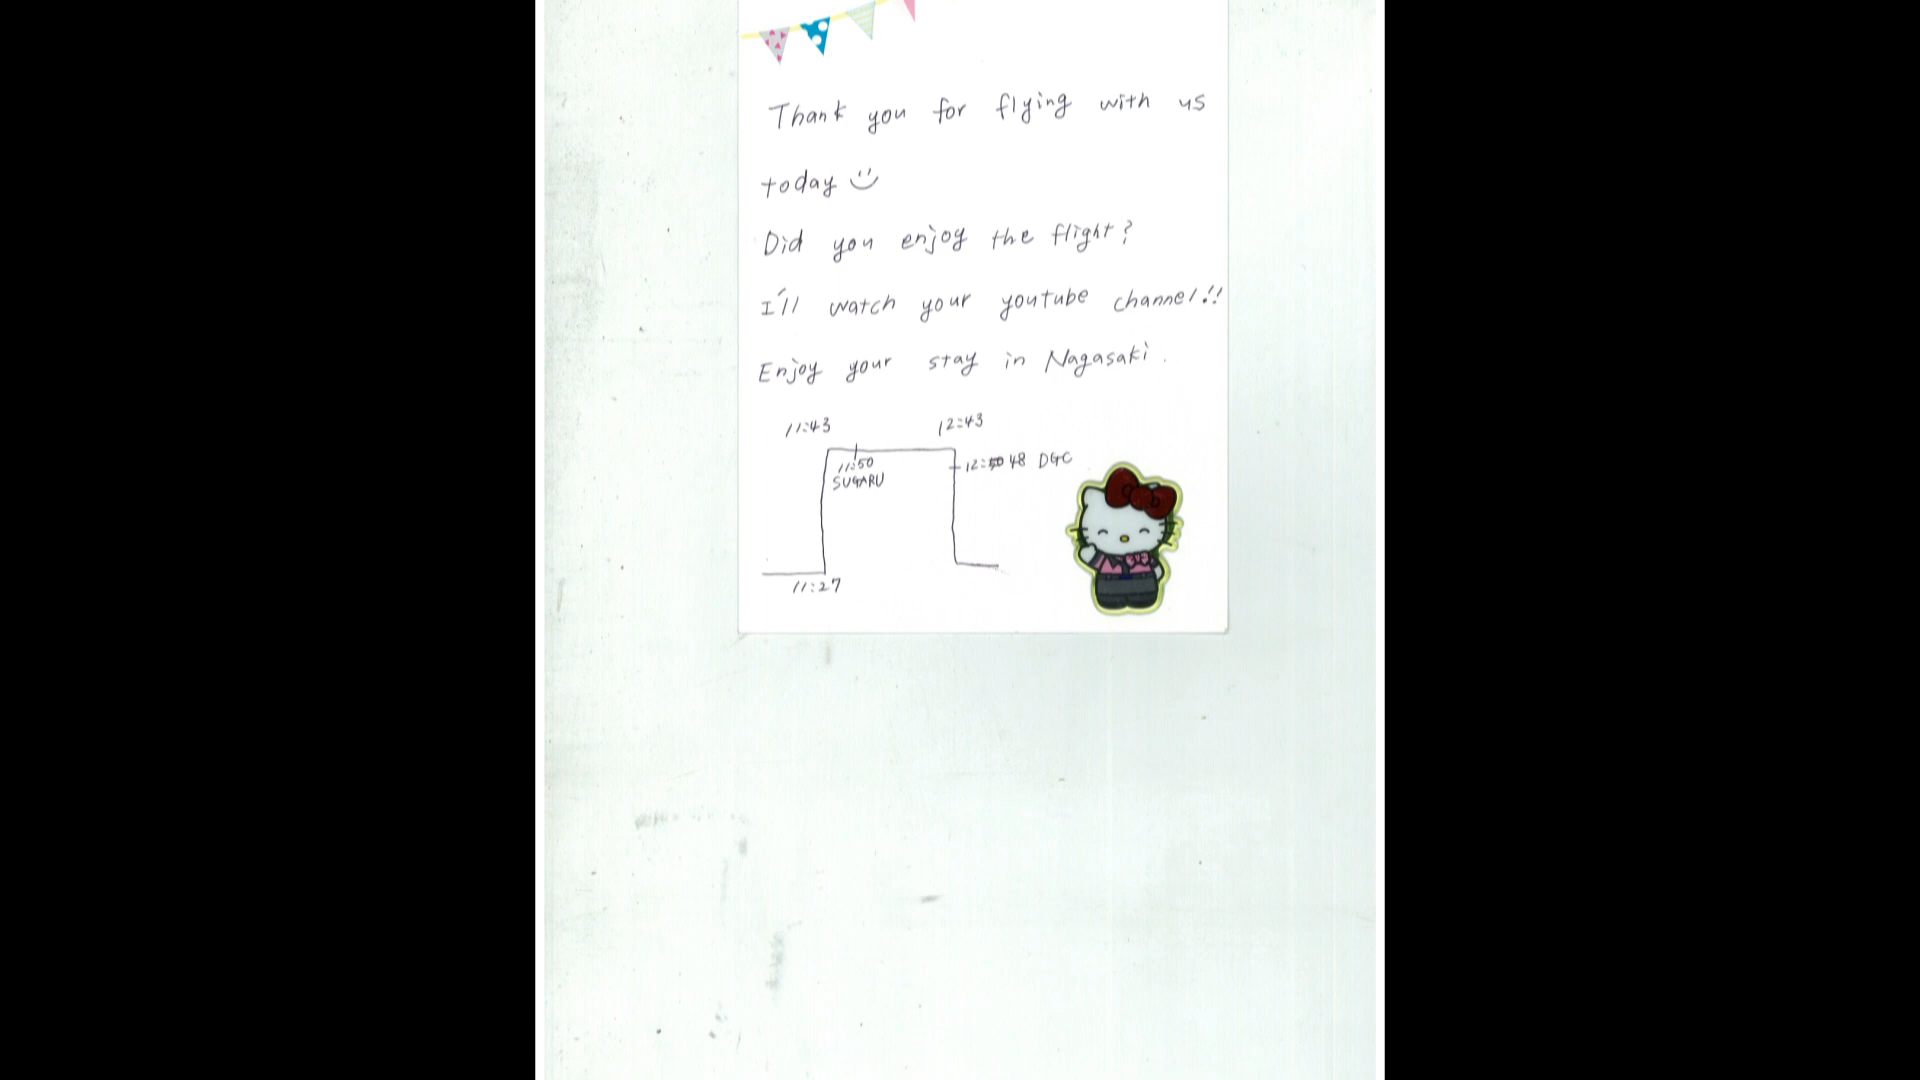 Thank you for flying with us
today
Did you enjoy the flight?
I'll watch your youtube channel!!
Enjoy your stay in Nagasaki.
11:43
12:43
11:50
SUGARU
12:48 DGC
11:27